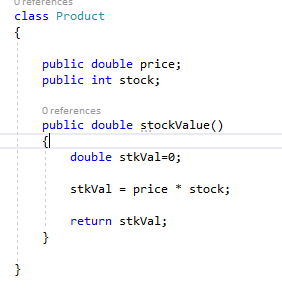 0 references
class Product
{
public double price;
public int stock;
0 references
public double stockValue()
{
double stkVal=0;
stkVal = price * stock;
return stkVal;
}
}